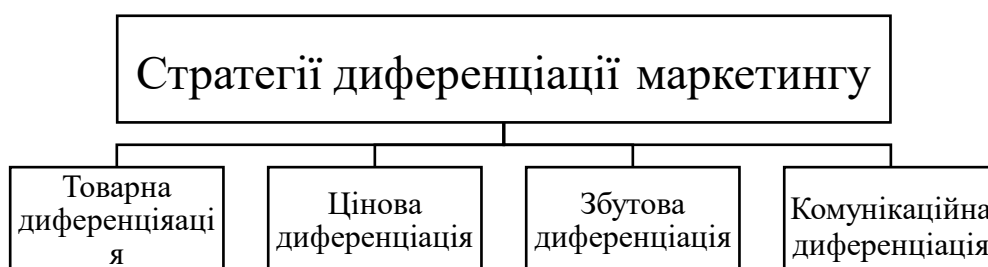 Стратегії диференціації маркетингу
Товарна
диференціяаці
я
Цінова
диференціація
Збутова
диференціація
Комунікаційна
диференціація